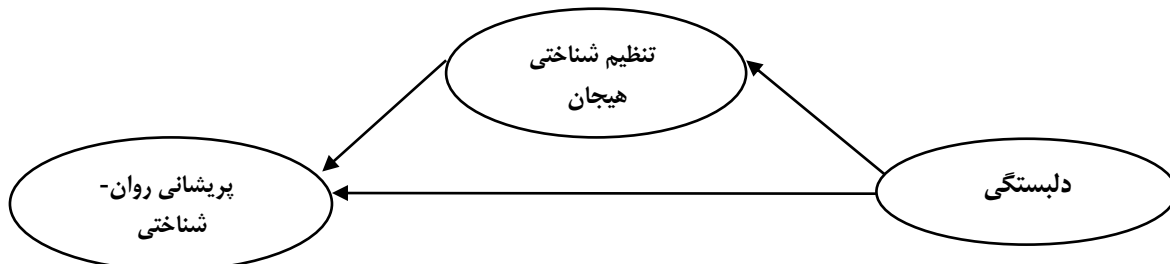 تنظیم شناختی
هیجان
دلبستگی
پریشانی روان-
شناختی